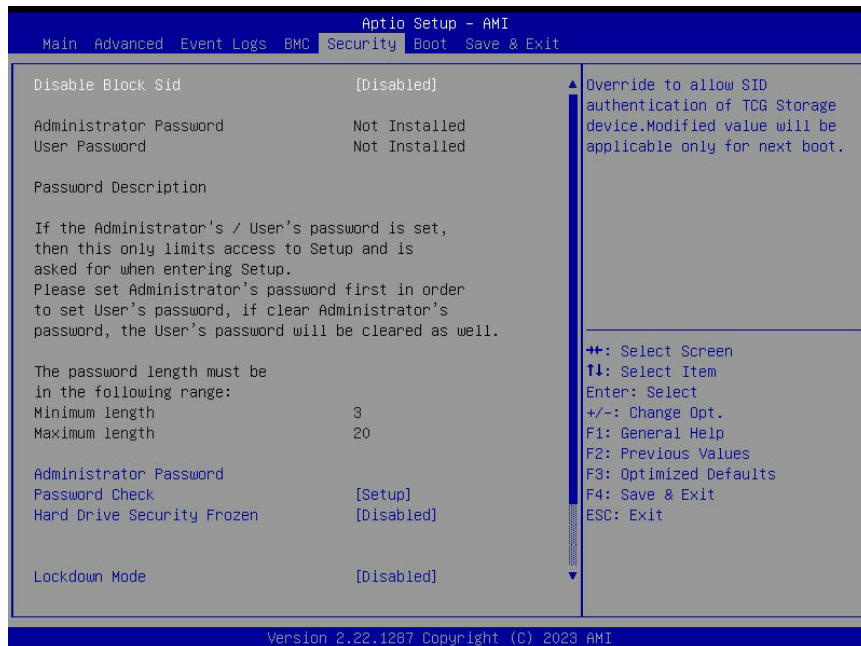 Aptio Setup – AMI
Main Advanced Event Logs BMC Security Boot Save & Exit
Disable Block Sid [Disabled]
Administrator Password Not Installed
User Password Not Installed
Password Description
If the Administrator's / User's password is set,
then this only limits access to Setup and is
asked for when entering Setup.
Please set Administrator's password first in order
to set User's password, if clear Administrator's
password, the User's password will be cleared as well.
The password length must be
in the following range:
Minimum length 3
Maximum length 20
Administrator Password
Password Check [Setup]
Hard Drive Security Frozen [Disabled]
Lockdown Mode [Disabled]
Override to allow SID
authentication of TCG Storage
device.Modified value will be
applicable only for next boot.
→←: Select Screen
↑↓: Select Item
Enter: Select
+/-: Change Opt.
F1: General Help
F2: Previous Values
F3: Optimized Defaults
F4: Save & Exit
ESC: Exit
Version 2.22.1287 Copyright (C) 2023 AMI